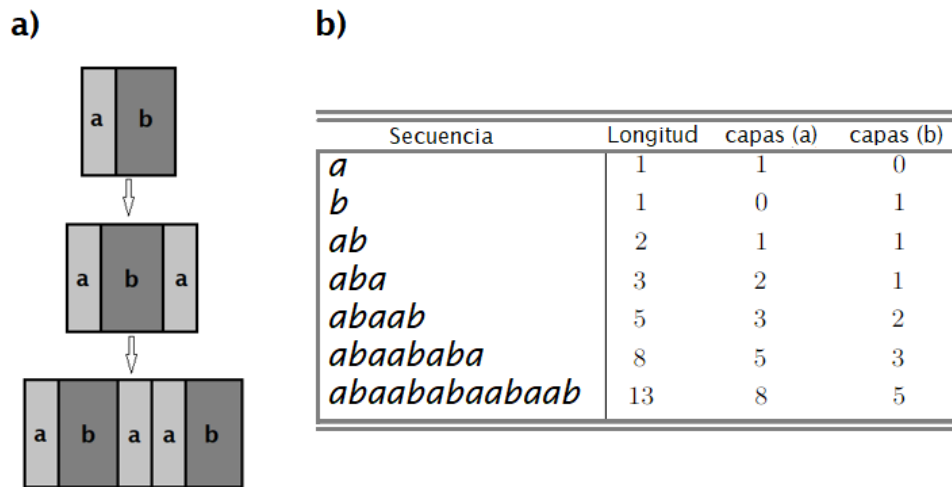 a)
b)
a b
a b a
a b a a b
Secuencia Longitud capas (a) capas (b)
a 1 1 0
b 1 0 1
ab 2 1 1
aba 3 2 1
abaab 5 3 2
abaababa 8 5 3
abaababaabaab 13 8 5